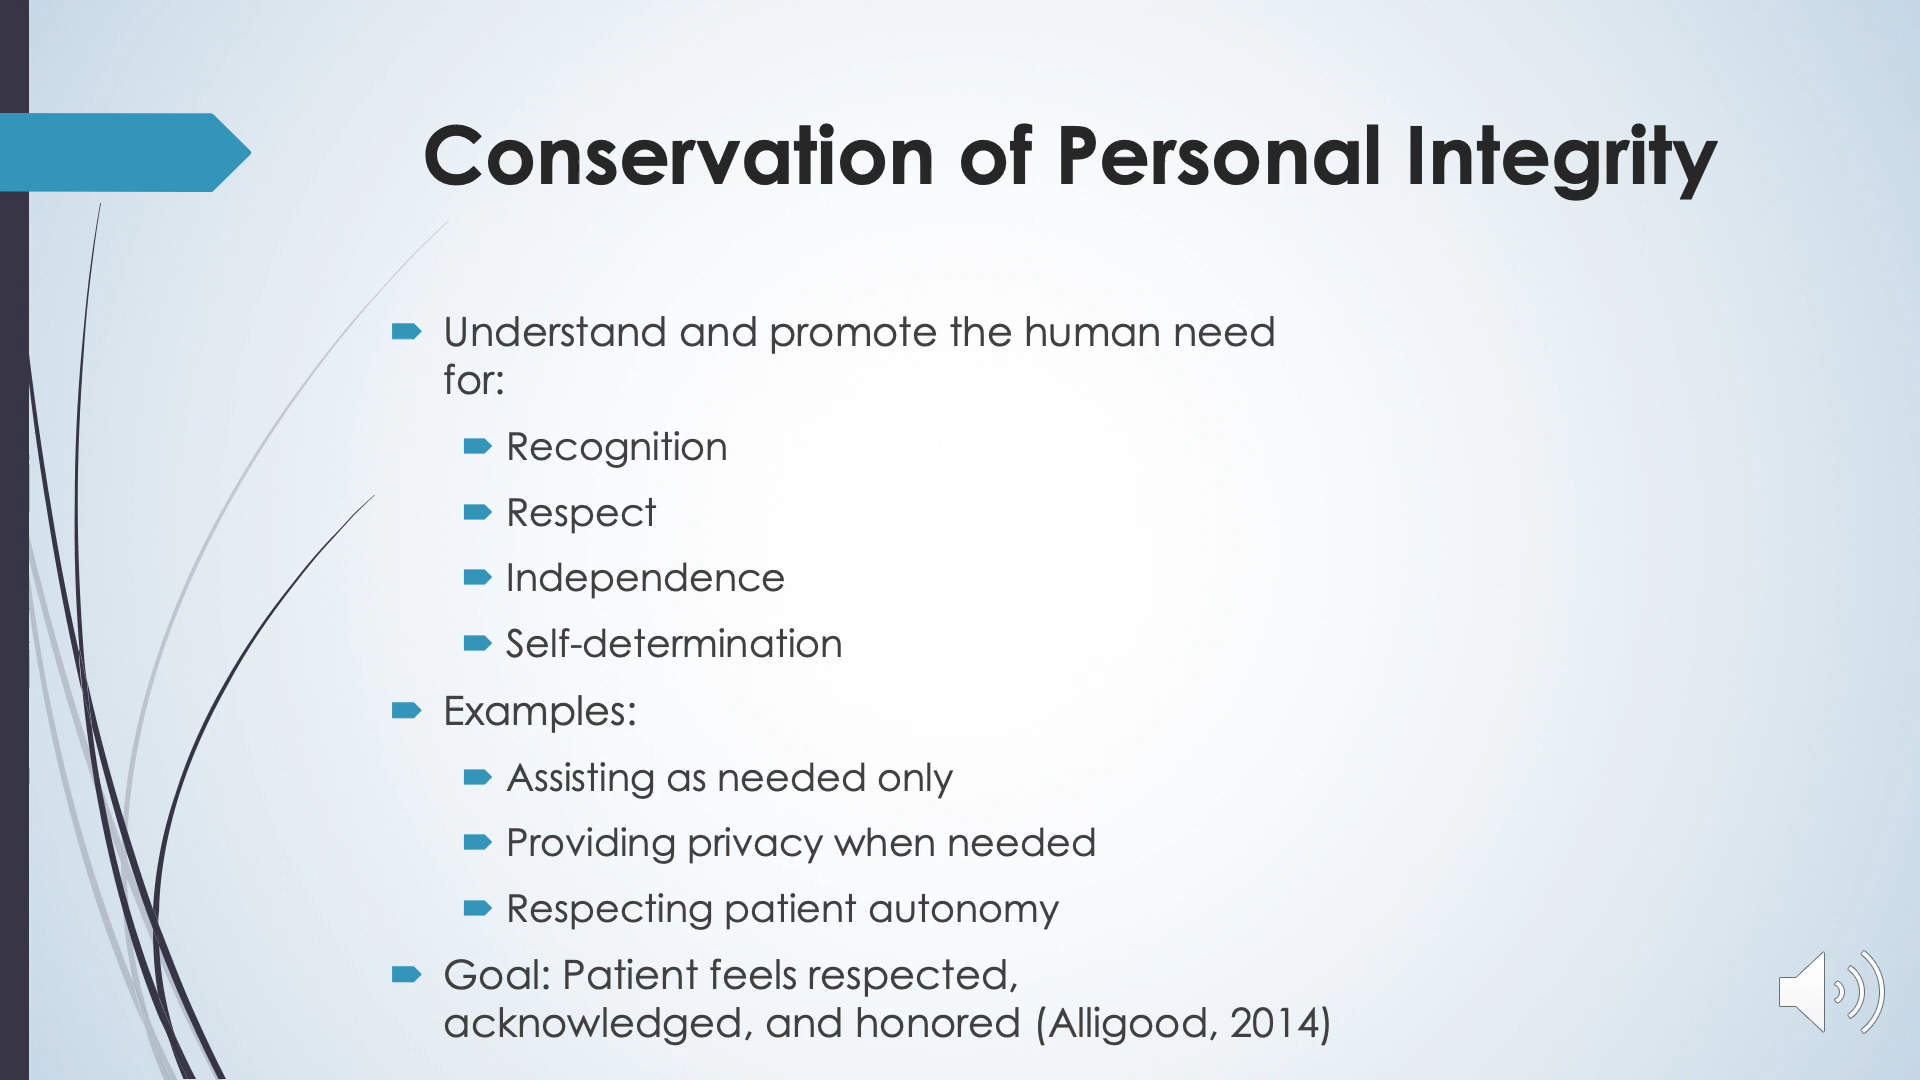 Conservation of Personal Integrity
Understand and promote the human need
for:
Recognition
Respect
Independence
Self-determination
Examples:
Assisting as needed only
Providing privacy when needed
Respecting patient autonomy
Goal: Patient feels respected,
acknowledged, and honored (Alligood, 2014)